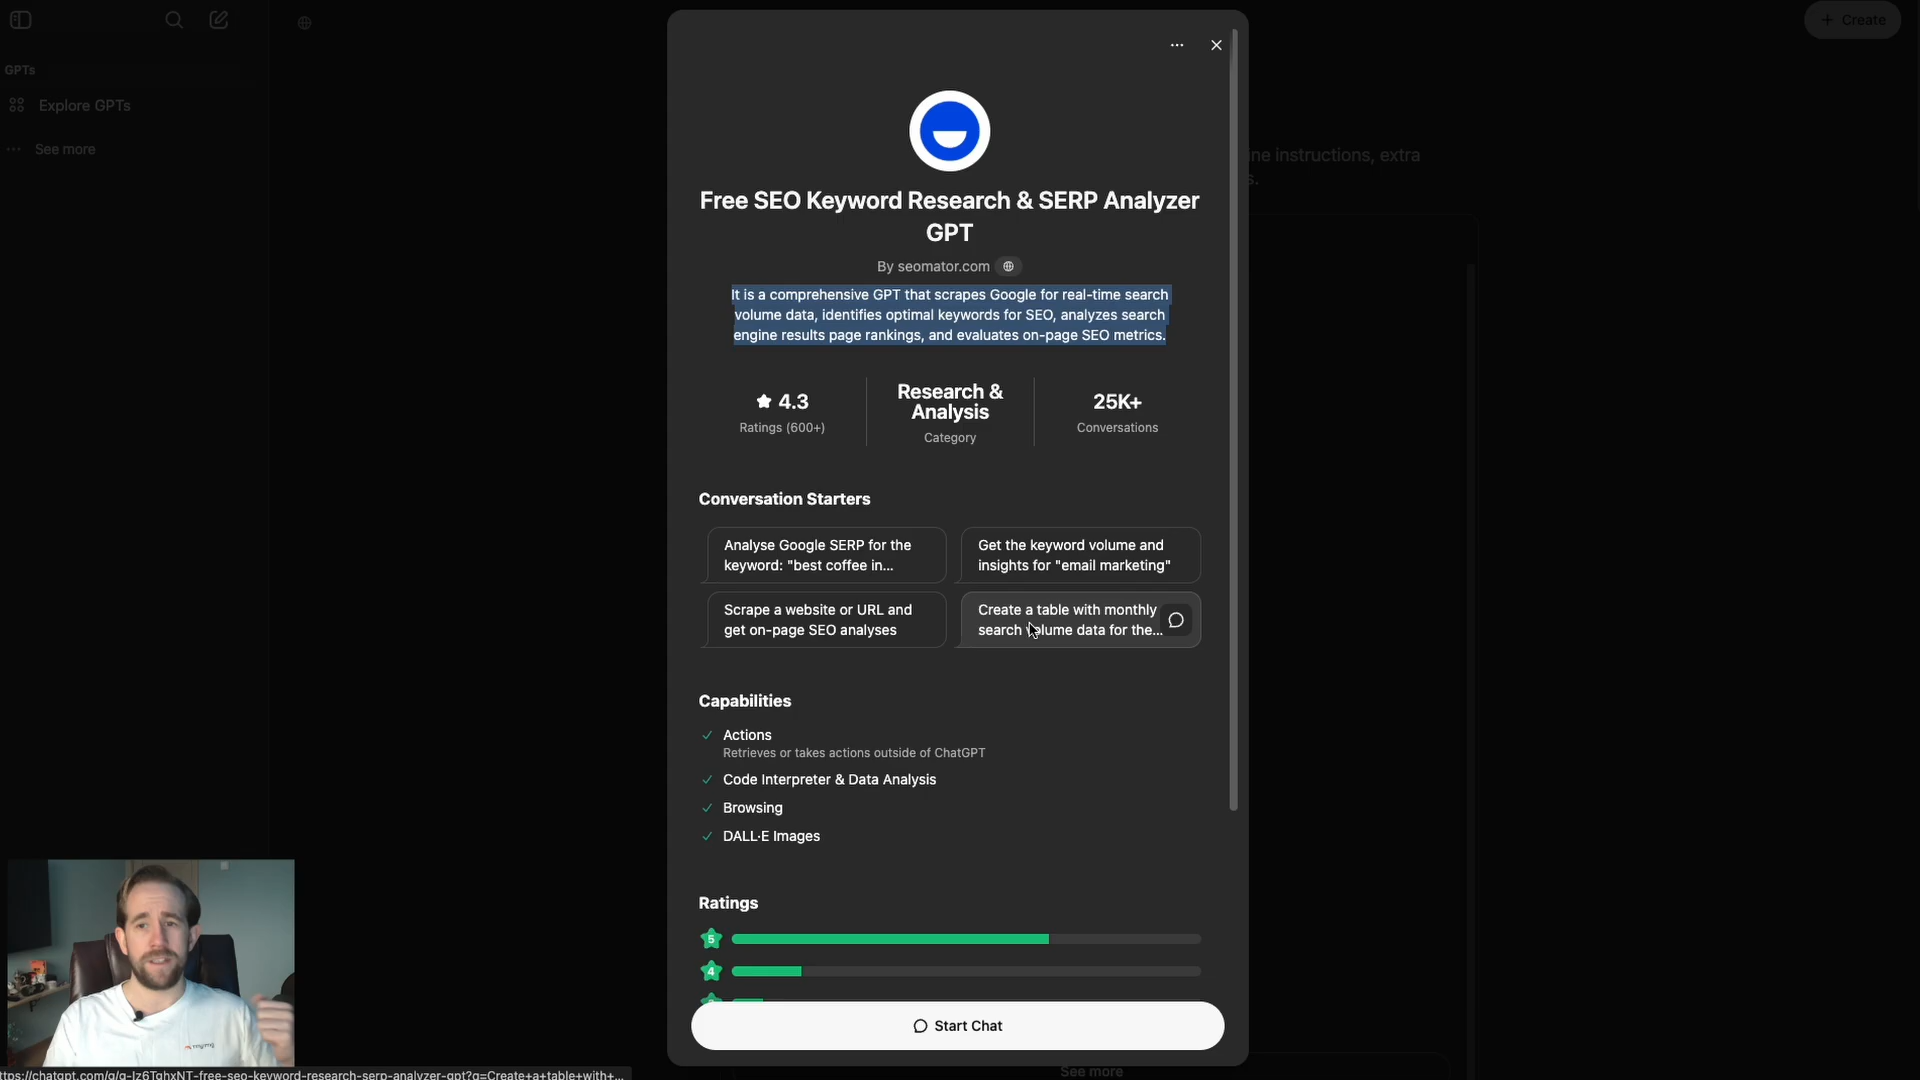 GPTs
Explore GPTs
See more
Create
ine instructions, extra
s.
Free SEO Keyword Research & SERP Analyzer
GPT
By seomator.com
It is a comprehensive GPT that scrapes Google for real-time search
volume data, identifies optimal keywords for SEO, analyzes search
engine results page rankings, and evaluates on-page SEO metrics.
4.3
Ratings (600+)
Research &
Analysis
Category
25K+
Conversations
Conversation Starters
Analyse Google SERP for the
keyword: "best coffee in...
Get the keyword volume and
insights for "email marketing"
Scrape a website or URL and
get on-page SEO analyses
Create a table with monthly
search volume data for the...
Capabilities
Actions
Retrieves or takes actions outside of ChatGPT
Code Interpreter & Data Analysis
Browsing
DALL·E Images
Ratings
5
4
Start Chat
See more